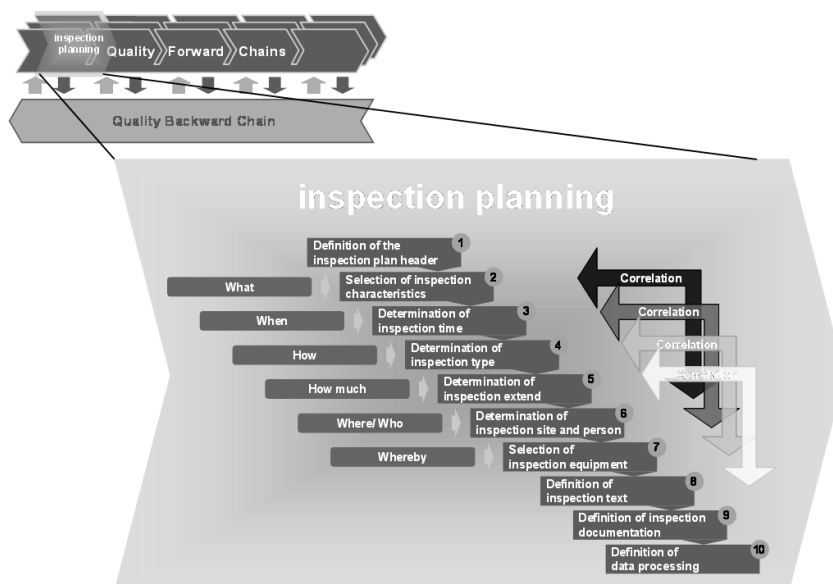 inspection
planning
Quality
Forward
Chains
Quality Backward Chain
inspection planning
Definition of the
inspection plan header
1
What
Selection of inspection
characteristics
2
When
Determination of
inspection time
3
How
Determination of
inspection type
4
How much
Determination of
inspection extend
5
Where/ Who
Determination of
inspection site and person
6
Whereby
Selection of
inspection equipment
7
Definition of
inspection text
8
Definition of inspection
documentation
9
Definition of
data processing
10
Correlation
Correlation
Correlation
Correlation